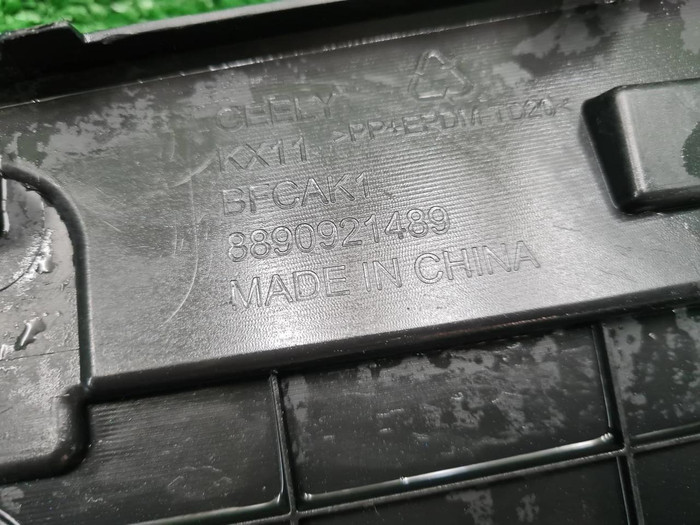 GEELY
KX11 >PP+EPDM-TD20<
BFCAK1
8890921489
MADE IN CHINA